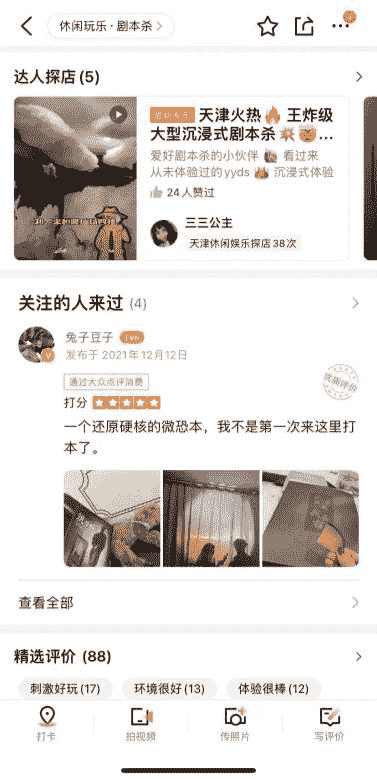 休闲玩乐·剧本杀
达人探店(5)
天津火热🔥 王炸级
大型沉浸式剧本杀💥...
爱好剧本杀的小伙伴 看过来
从未体验过的yyds 沉浸式体验
24人赞过
三三公主
天津休闲娱乐探店38次
关注的人来过 (4)
兔子豆子
发布于 2021年12月12日
通过大众点评消费
优质评价
打分
一个还原硬核的微恐本，我不是第一次来这里打
本了。
查看全部
精选评价 (88)
刺激好玩(17) 环境很好(13) 体验很棒(12)
打卡 拍视频 传照片 写评价